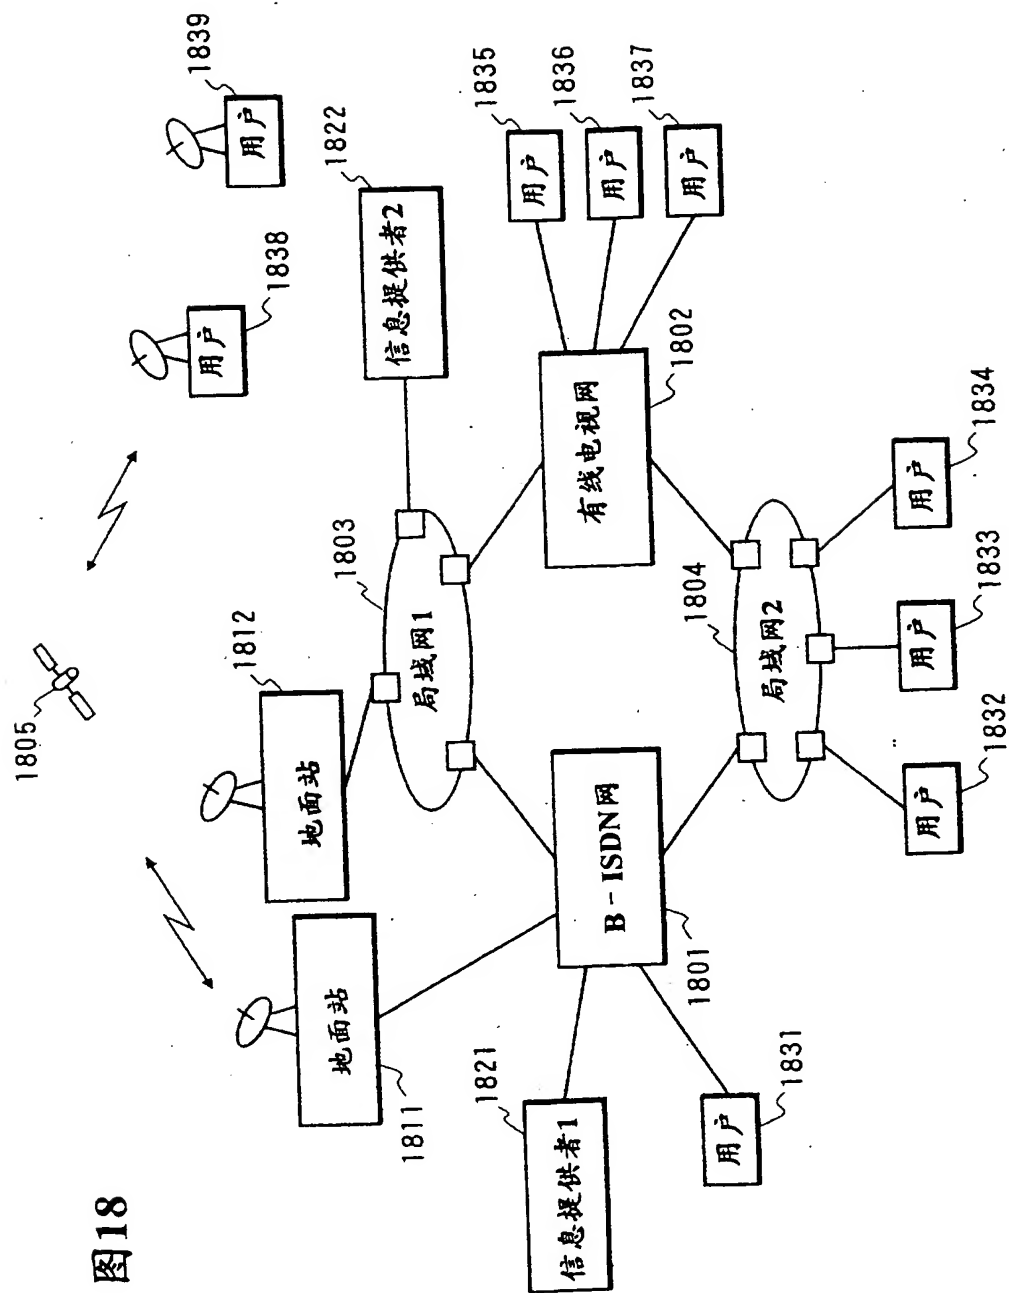 图18
1805
1812
地面站
1811
地面站
1838
用户
1839
用户
1803
局域网1
1822
信息提供者2
1821
信息提供者1
1801
B-ISDN网
1802
有线电视网
1835
用户
1836
用户
1837
用户
1831
用户
1804
局域网2
1832
用户
1833
用户
1834
用户